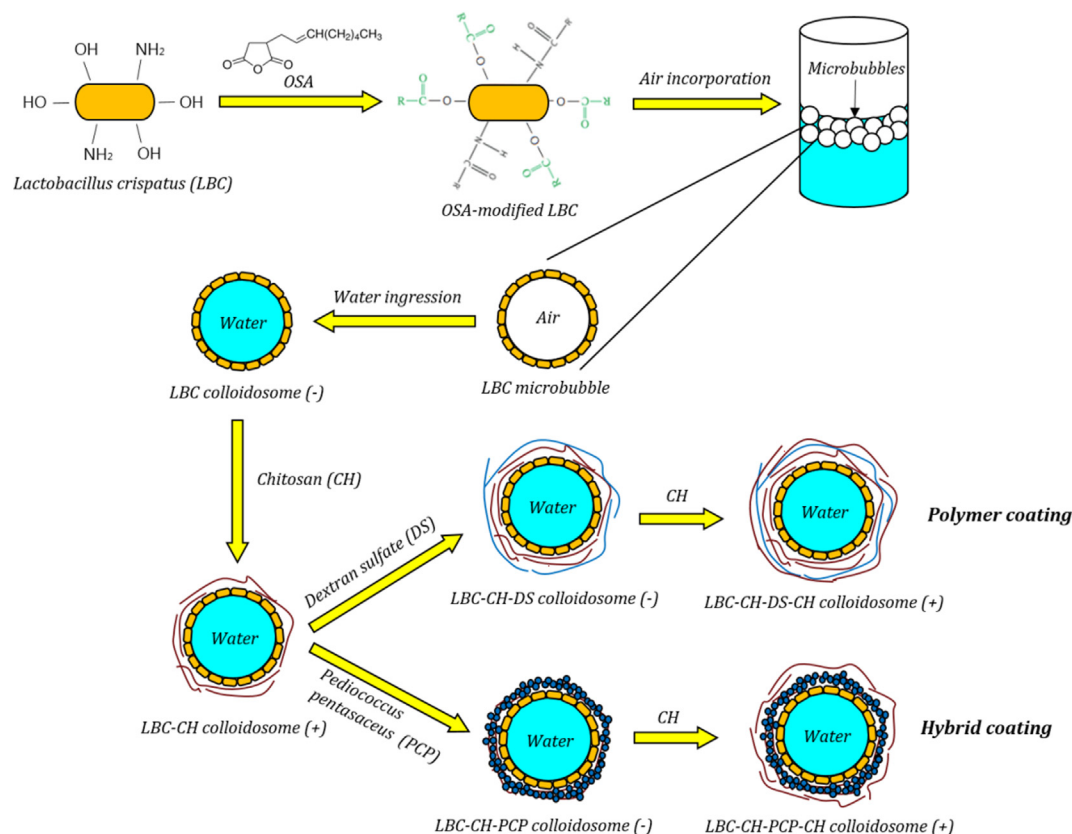 OH
NH₂
HO
OH
NH₂
OH
Lactobacillus crispatus (LBC)
O
O
O
CH(CH₂)₄CH₃
OSA
R
C
O
O
R
C
O
N
H
R
C
O
O
O
C
O
R
O
C
O
R
N
H
C
O
R
OSA-modified LBC
Air incorporation
Microbubbles
Water
LBC colloidosome (-)
Water ingression
Air
LBC microbubble
Chitosan (CH)
Water
LBC-CH colloidosome (+)
Dextran sulfate (DS)
Water
LBC-CH-DS colloidosome (-)
CH
Water
LBC-CH-DS-CH colloidosome (+)
Polymer coating
Pediococcus
pentasaceus (PCP)
Water
LBC-CH-PCP colloidosome (-)
CH
Water
LBC-CH-PCP-CH colloidosome (+)
Hybrid coating